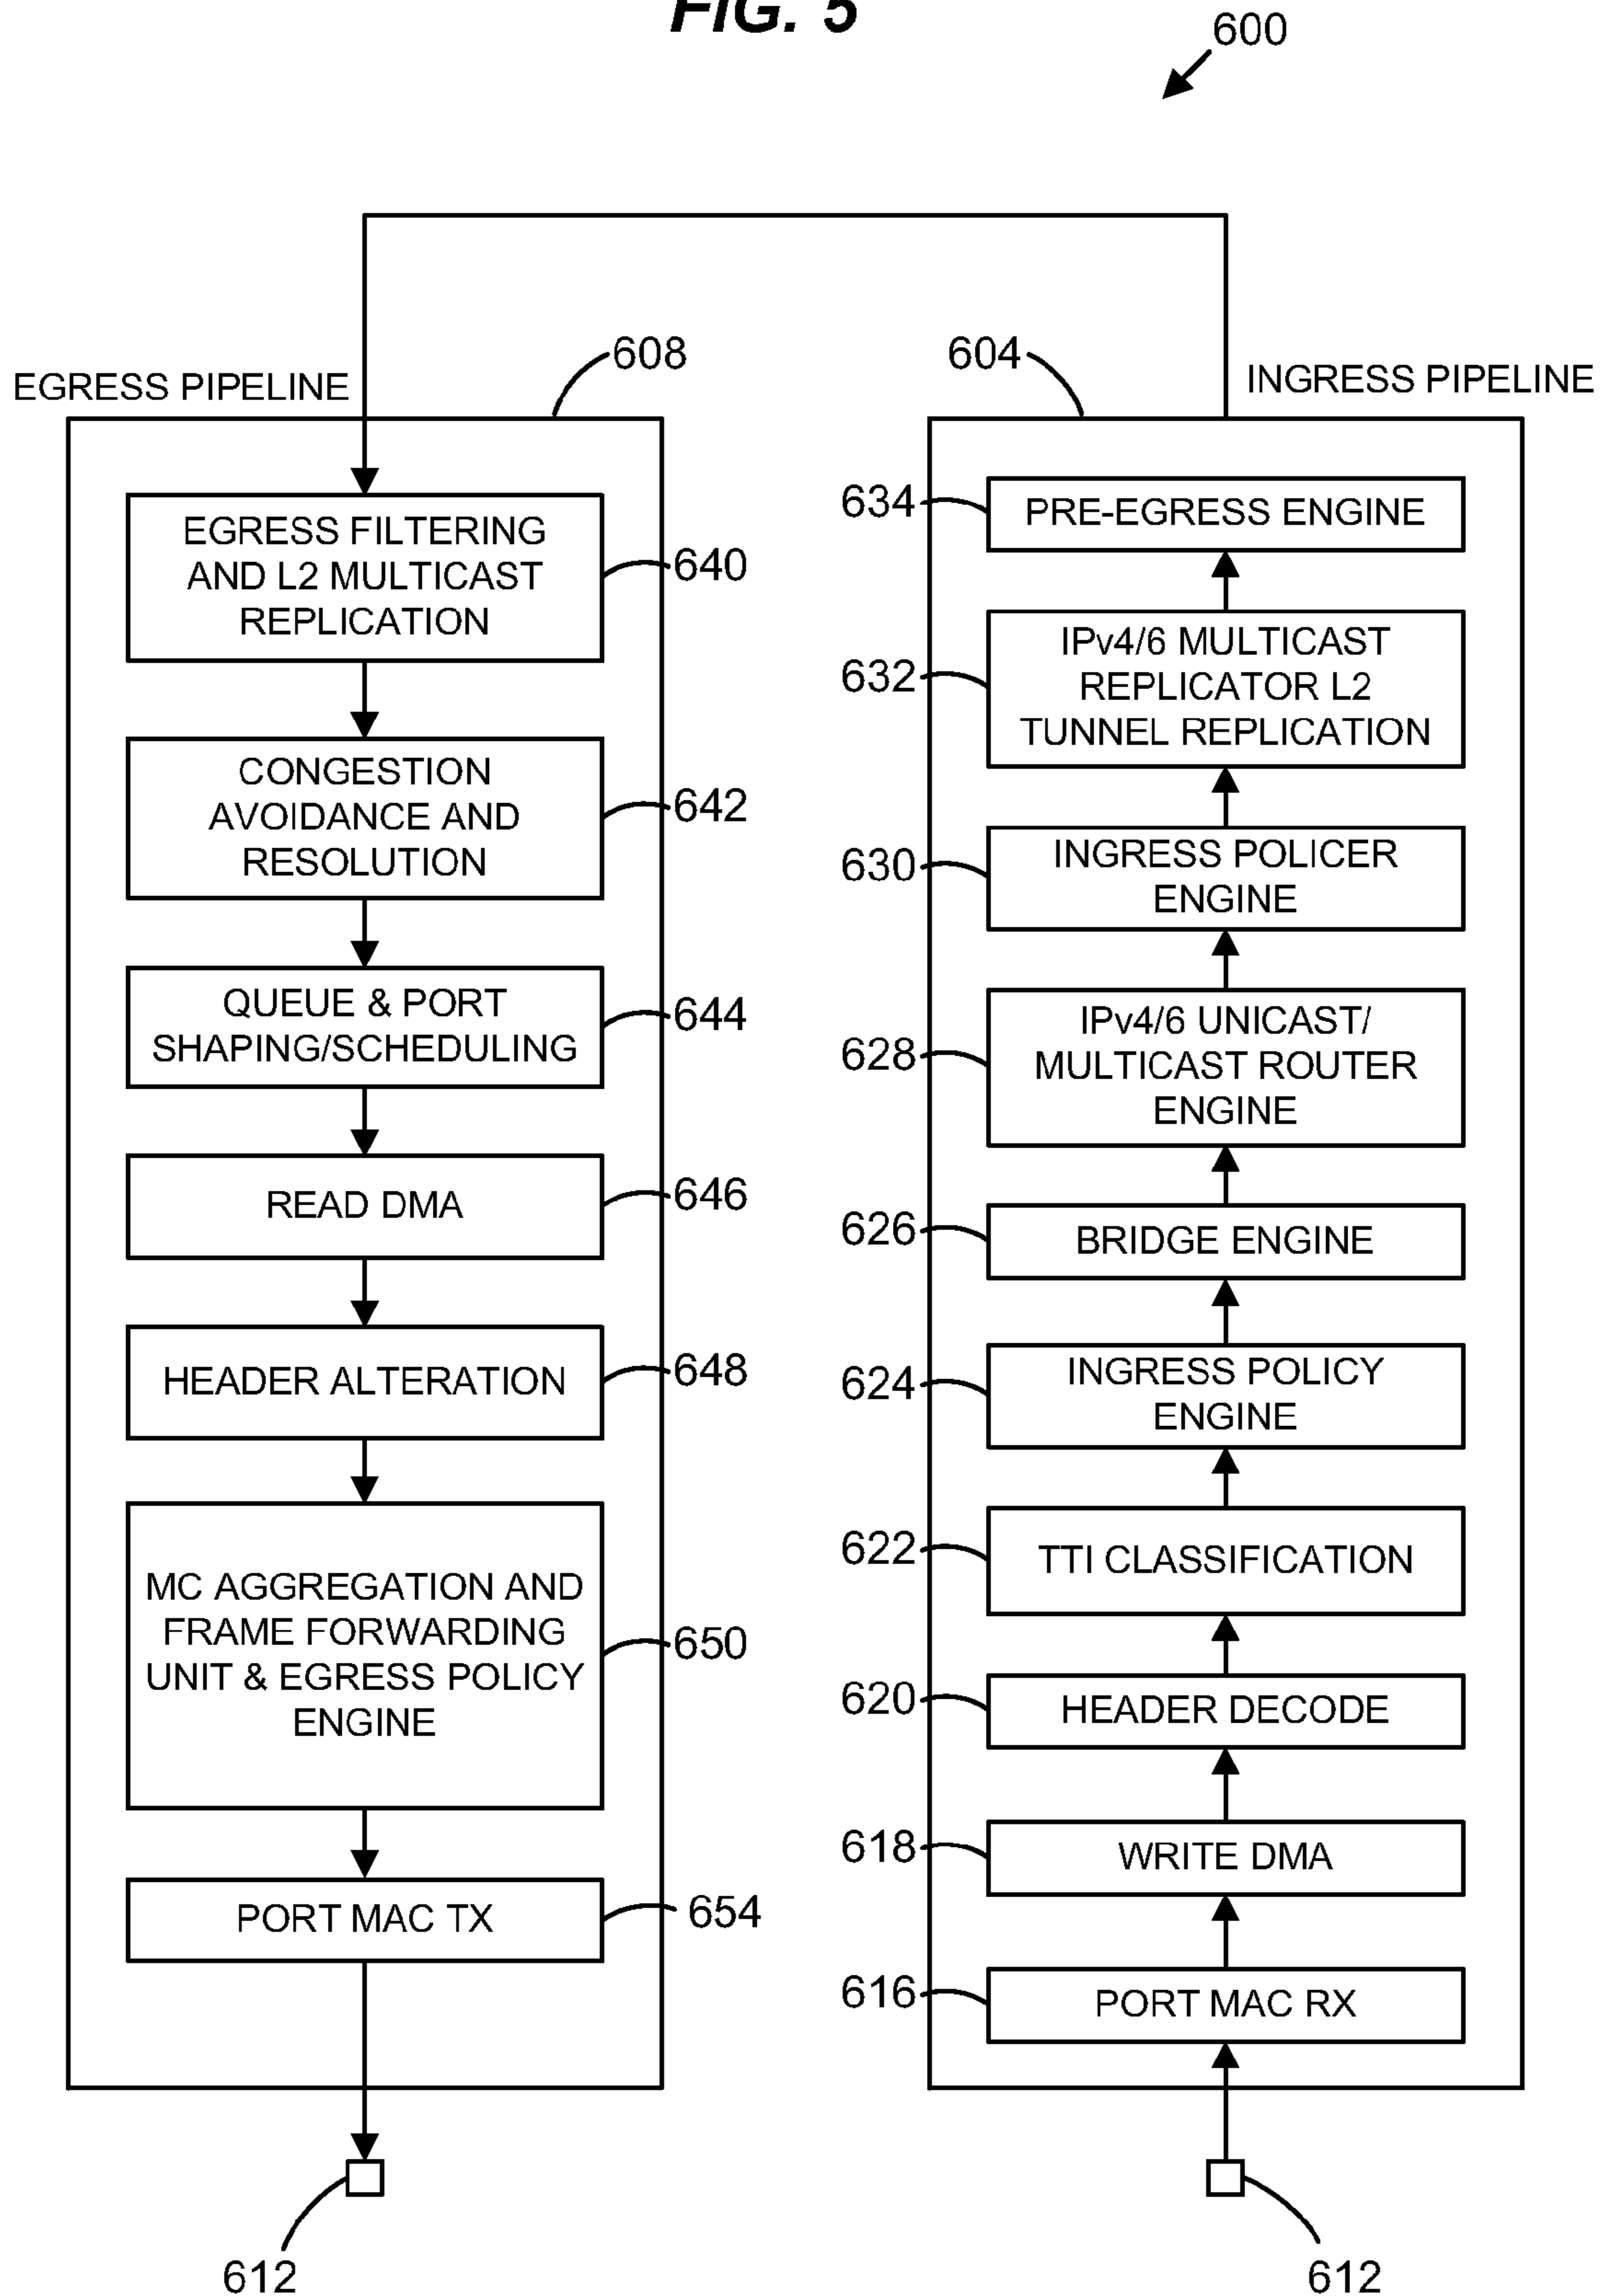 FIG. 5
600
608
EGRESS PIPELINE
EGRESS FILTERING
AND L2 MULTICAST
REPLICATION
640
CONGESTION
AVOIDANCE AND
RESOLUTION
642
QUEUE & PORT
SHAPING/SCHEDULING
644
READ DMA
646
HEADER ALTERATION
648
MC AGGREGATION AND
FRAME FORWARDING
UNIT & EGRESS POLICY
ENGINE
650
PORT MAC TX
654
612
604
INGRESS PIPELINE
634
PRE-EGRESS ENGINE
632
IPv4/6 MULTICAST
REPLICATOR L2
TUNNEL REPLICATION
630
INGRESS POLICER
ENGINE
628
IPv4/6 UNICAST/
MULTICAST ROUTER
ENGINE
626
BRIDGE ENGINE
624
INGRESS POLICY
ENGINE
622
TTI CLASSIFICATION
620
HEADER DECODE
618
WRITE DMA
616
PORT MAC RX
612